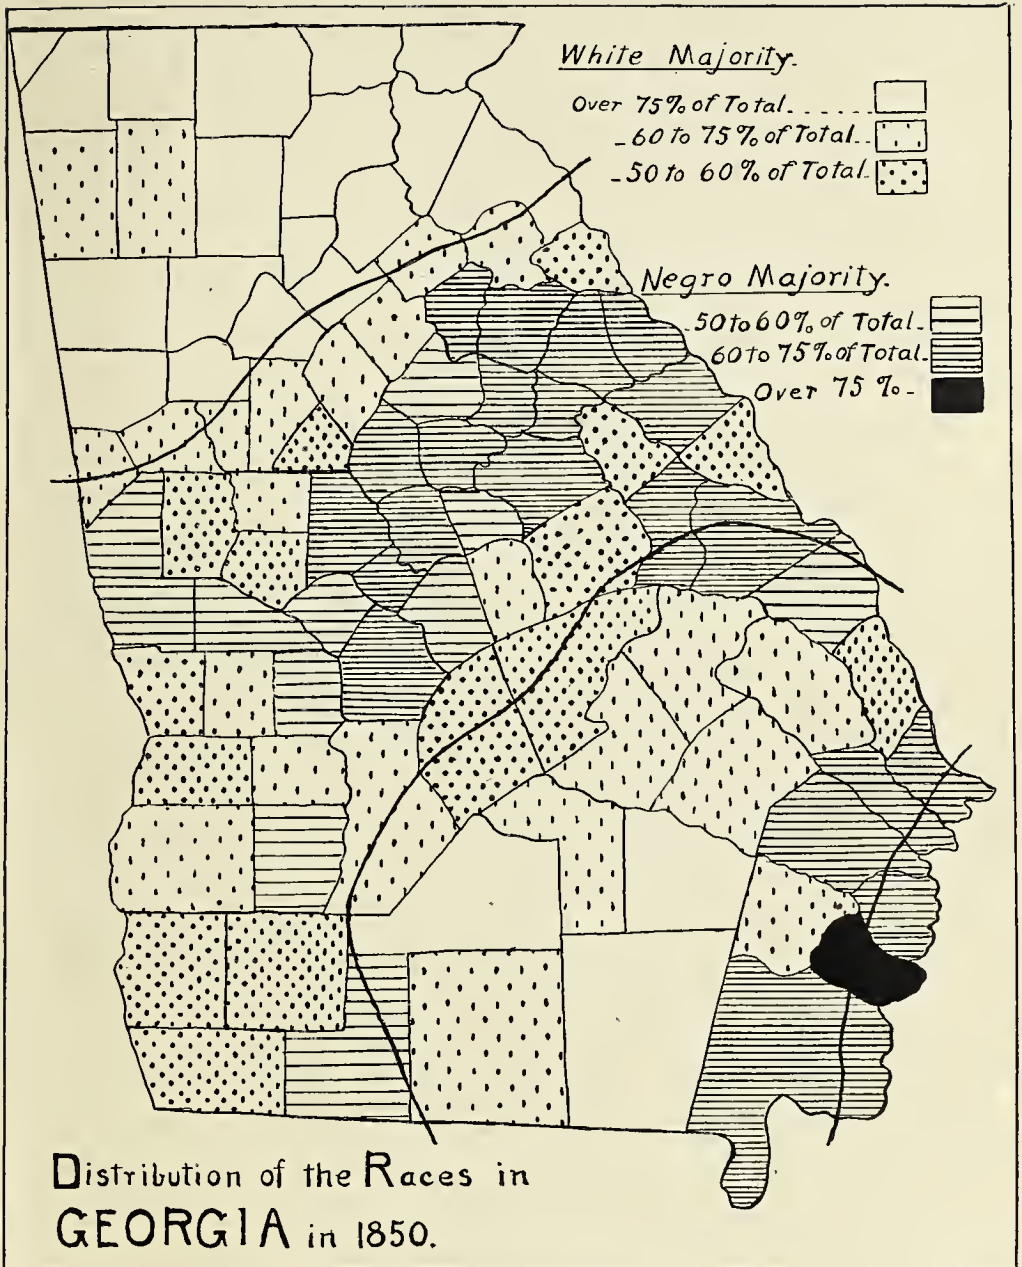 White Majority.
Over 75% of Total.......
60 to 75% of Total...
50 to 60% of Total.
Negro Majority.
50 to 60% of Total.
60 to 75% of Total.
Over 75%.
Distribution of the Races in
GEORGIA in 1850.